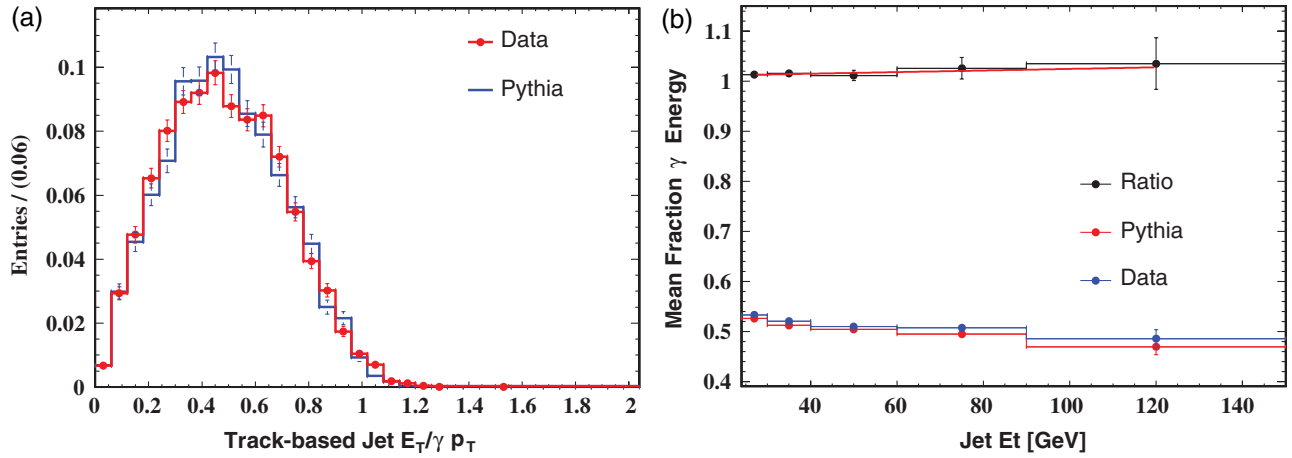 (a)
Data
Pythia
Entries / (0.06)
0.1
0.08
0.06
0.04
0.02
0
0 0.2 0.4 0.6 0.8 1 1.2 1.4 1.6 1.8 2
Track-based Jet E_T/γ p_T
(b)
Mean Fraction γ Energy
1.1
1
0.9
0.8
0.7
0.6
0.5
0.4
Ratio
Pythia
Data
40 60 80 100 120 140
Jet Et [GeV]